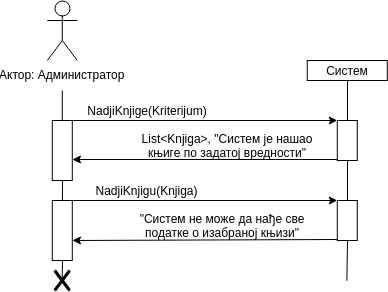 Актор: Администратор
Систем
NadjiKnjige(Kriterijum)
List<Knjiga>, "Систем је нашао
књиге по задатој вредности"
NadjiKnjigu(Knjiga)
"Систем не може да нађе све
податке о изабраној књизи"